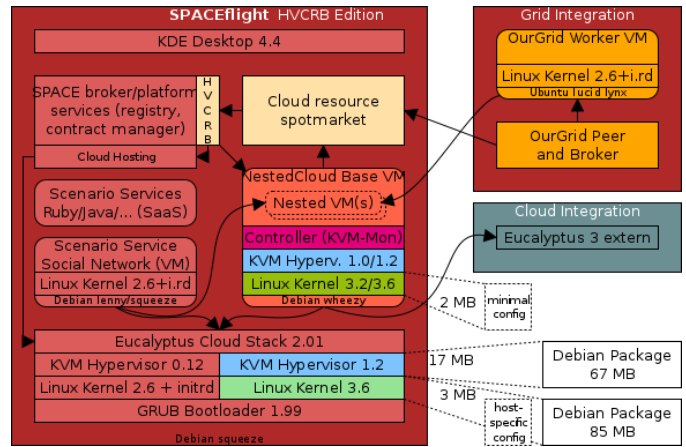 SPACEflight HVCRB Edition
KDE Desktop 4.4
SPACE broker/platform
services (registry,
contract manager)
Cloud Hosting
H
V
C
R
B
Cloud resource
spotmarket
Scenario Services
Ruby/Java/... (SaaS)
Scenario Service
Social Network (VM)
Linux Kernel 2.6+i.rd
Debian lenny/squeeze
NestedCloud Base VM
Nested VM(s)
Controller (KVM-Mon)
KVM Hyperv. 1.0/1.2
Linux Kernel 3.2/3.6
Debian wheezy
Eucalyptus Cloud Stack 2.01
KVM Hypervisor 0.12
KVM Hypervisor 1.2
Linux Kernel 2.6 + initrd
Linux Kernel 3.6
GRUB Bootloader 1.99
Debian squeeze
Grid Integration
OurGrid Worker VM
Linux Kernel 2.6+i.rd
Ubuntu lucid lynx
OurGrid Peer
and Broker
Cloud Integration
Eucalyptus 3 extern
2 MB
minimal
config
17 MB
Debian Package
67 MB
3 MB
host-
specific
config
Debian Package
85 MB